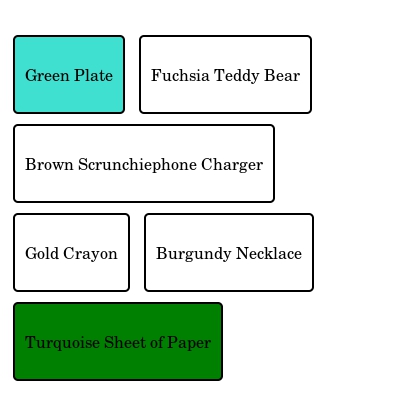 Green Plate
Fuchsia Teddy Bear
Brown Scrunchiephone Charger
Gold Crayon
Burgundy Necklace
Turquoise Sheet of Paper